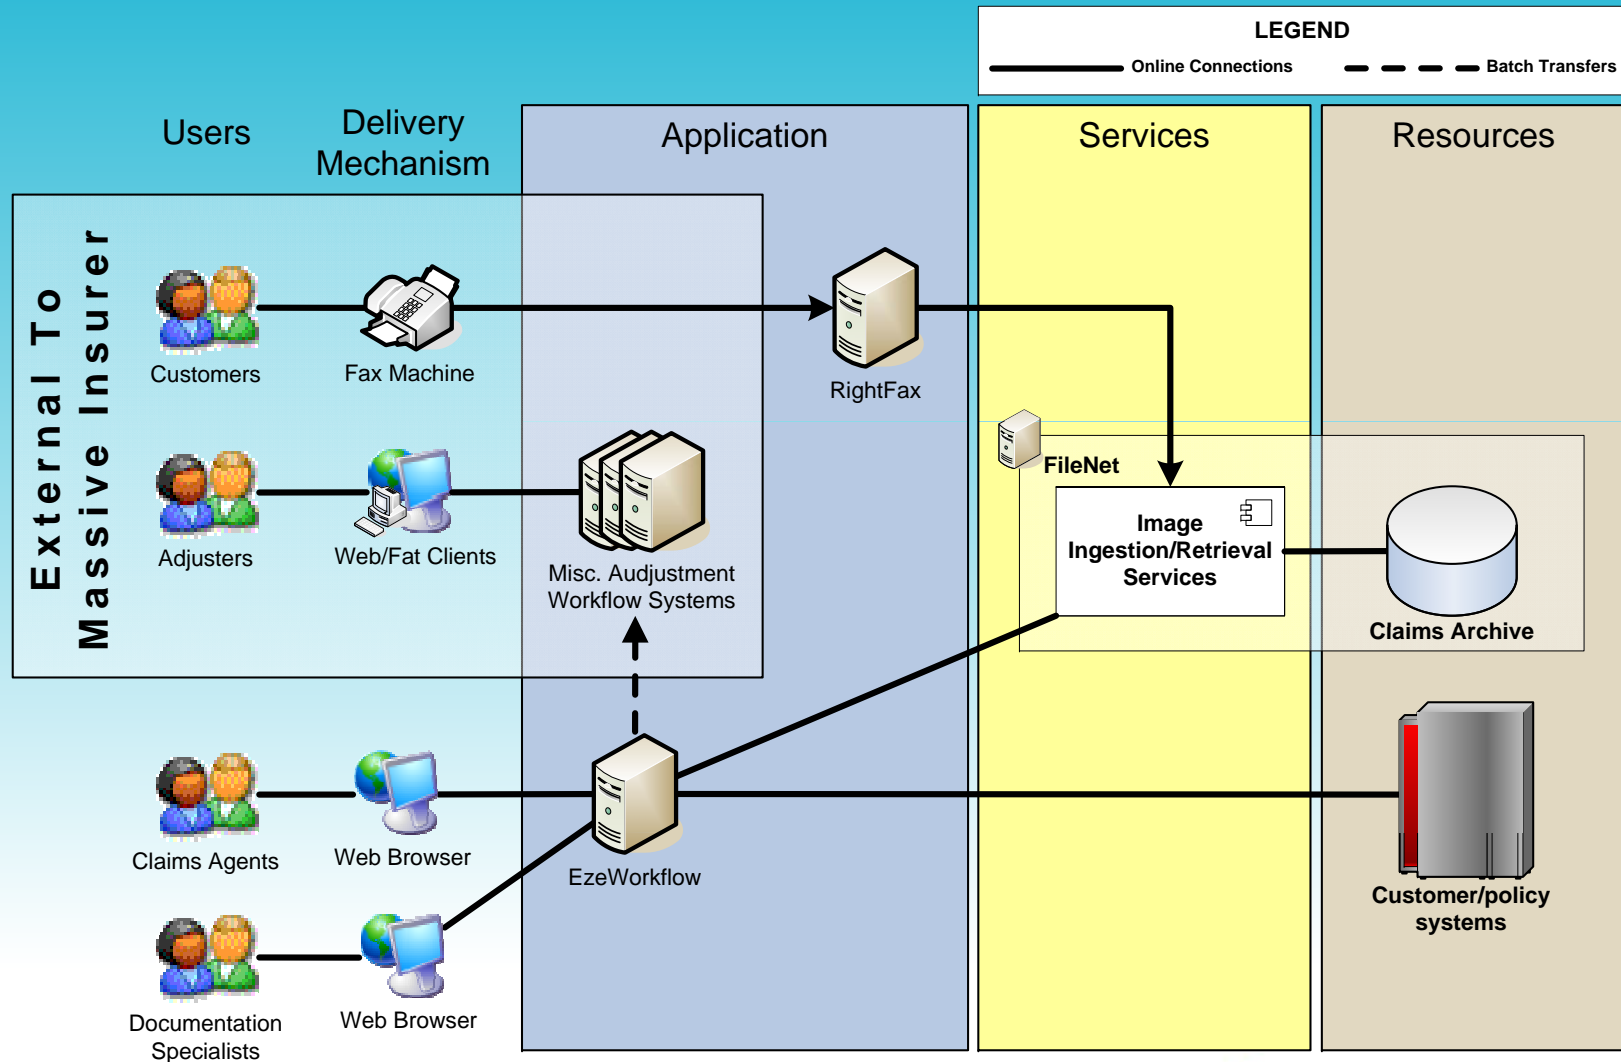 LEGEND
Online Connections
Batch Transfers
Users
Delivery
Mechanism
Application
Services
Resources
External To
Massive Insurer
Customers
Fax Machine
RightFax
FileNet
Adjusters
Web/Fat Clients
Misc. Audjustment
Workflow Systems
Image
Ingestion/Retrieval
Services
Claims Archive
Claims Agents
Web Browser
EzeWorkflow
Customer/policy
systems
Documentation
Specialists
Web Browser